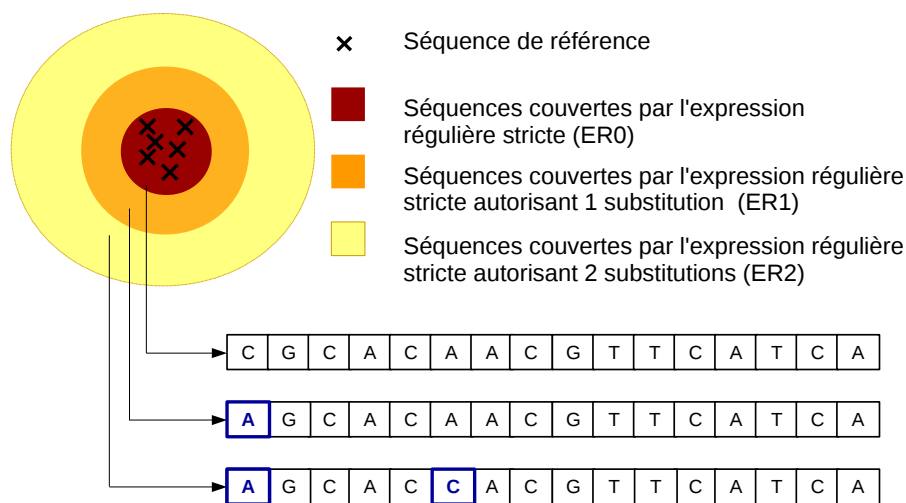 Séquence de référence
Séquences couvertes par l'expression
régulière stricte (ER0)
Séquences couvertes par l'expression régulière
stricte autorisant 1 substitution (ER1)
Séquences couvertes par l'expression régulière
stricte autorisant 2 substitutions (ER2)
C G C A C A A C G T T C A T C A
A G C A C A A C G T T C A T C A
A G C A C C A C G T T C A T C A